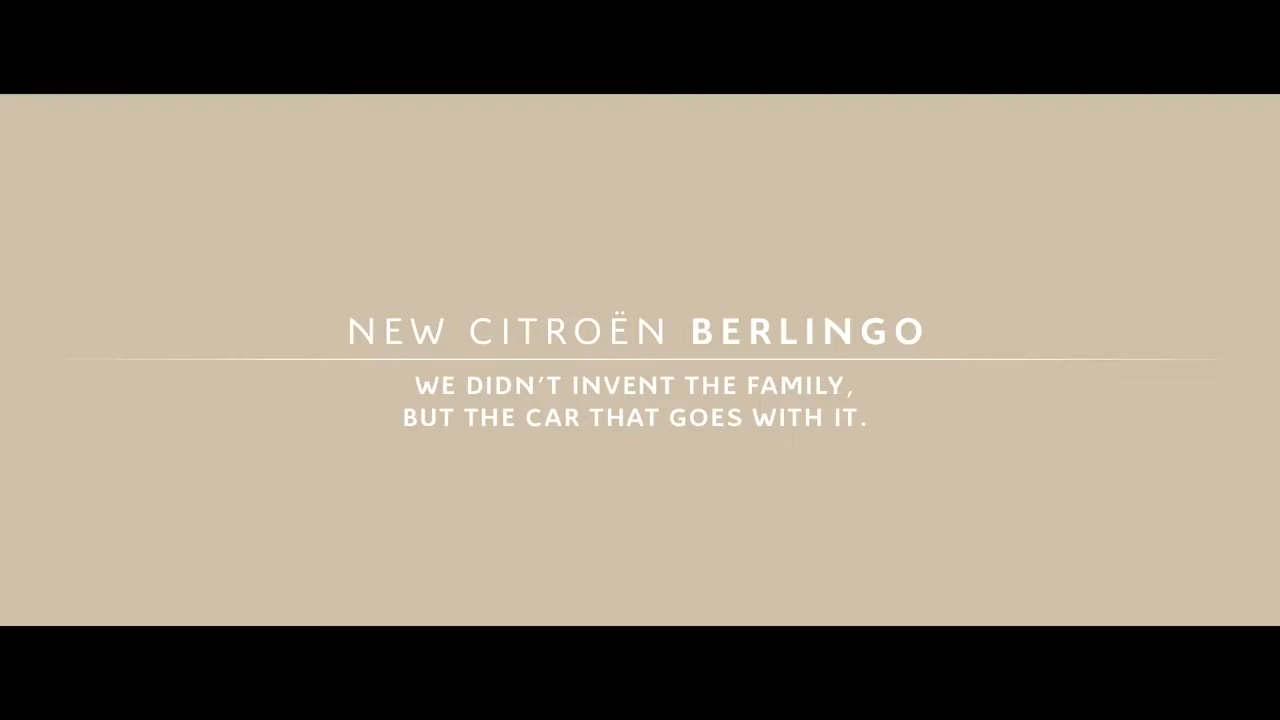 NEW CITROËN BERLINGO
WE DIDN'T INVENT THE FAMILY,
BUT THE CAR THAT GOES WITH IT.